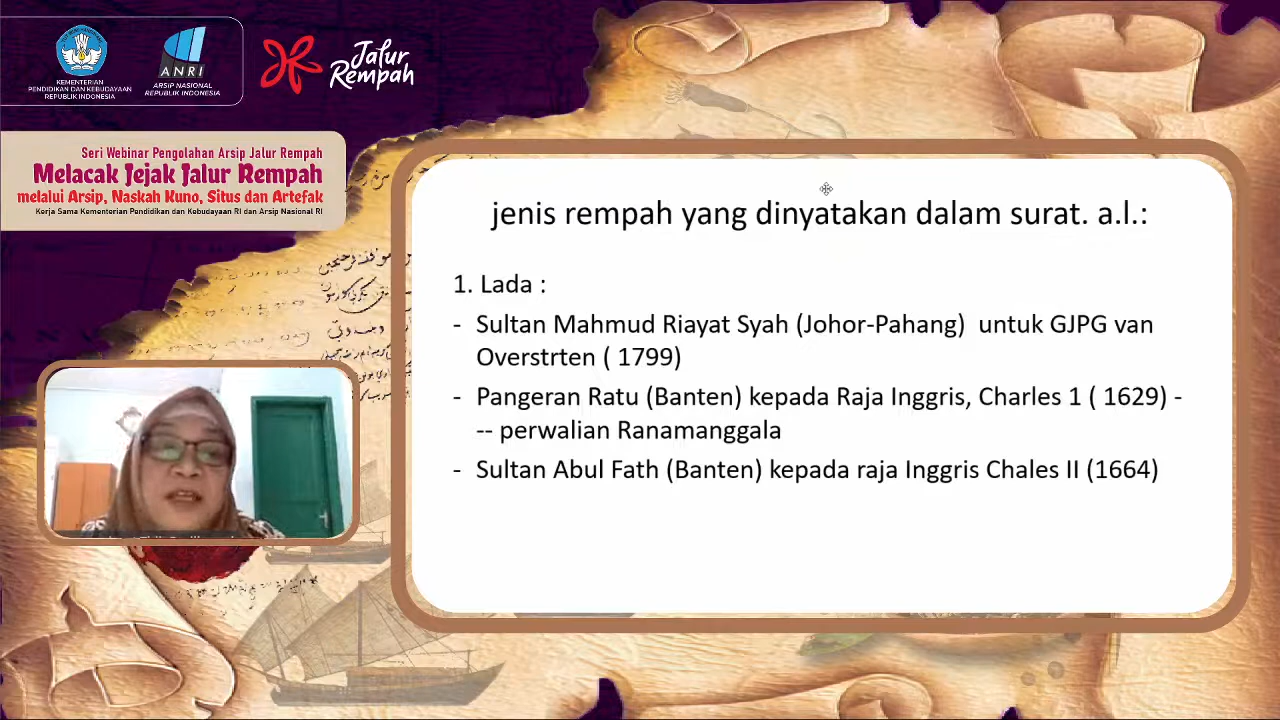 KEMENTERIAN
PENDIDIKAN DAN KEBUDAYAAN
REPUBLIK INDONESIA
ANRI
ARSIP NASIONAL
REPUBLIK INDONESIA
Jalur
Rempah
Seri Webinar Pengolahan Arsip Jalur Rempah
Melacak Jejak Jalur Rempah
melalui Arsip, Naskah Kuno, Situs dan Artefak
Kerja Sama Kementerian Pendidikan dan Kebudayaan RI dan Arsip Nasional RI
jenis rempah yang dinyatakan dalam surat. a.l.:
1. Lada :
- Sultan Mahmud Riayat Syah (Johor-Pahang) untuk GJPG van
Overstrten ( 1799)
- Pangeran Ratu (Banten) kepada Raja Inggris, Charles 1 ( 1629) -
-- perwalian Ranamanggala
- Sultan Abul Fath (Banten) kepada raja Inggris Chales II (1664)